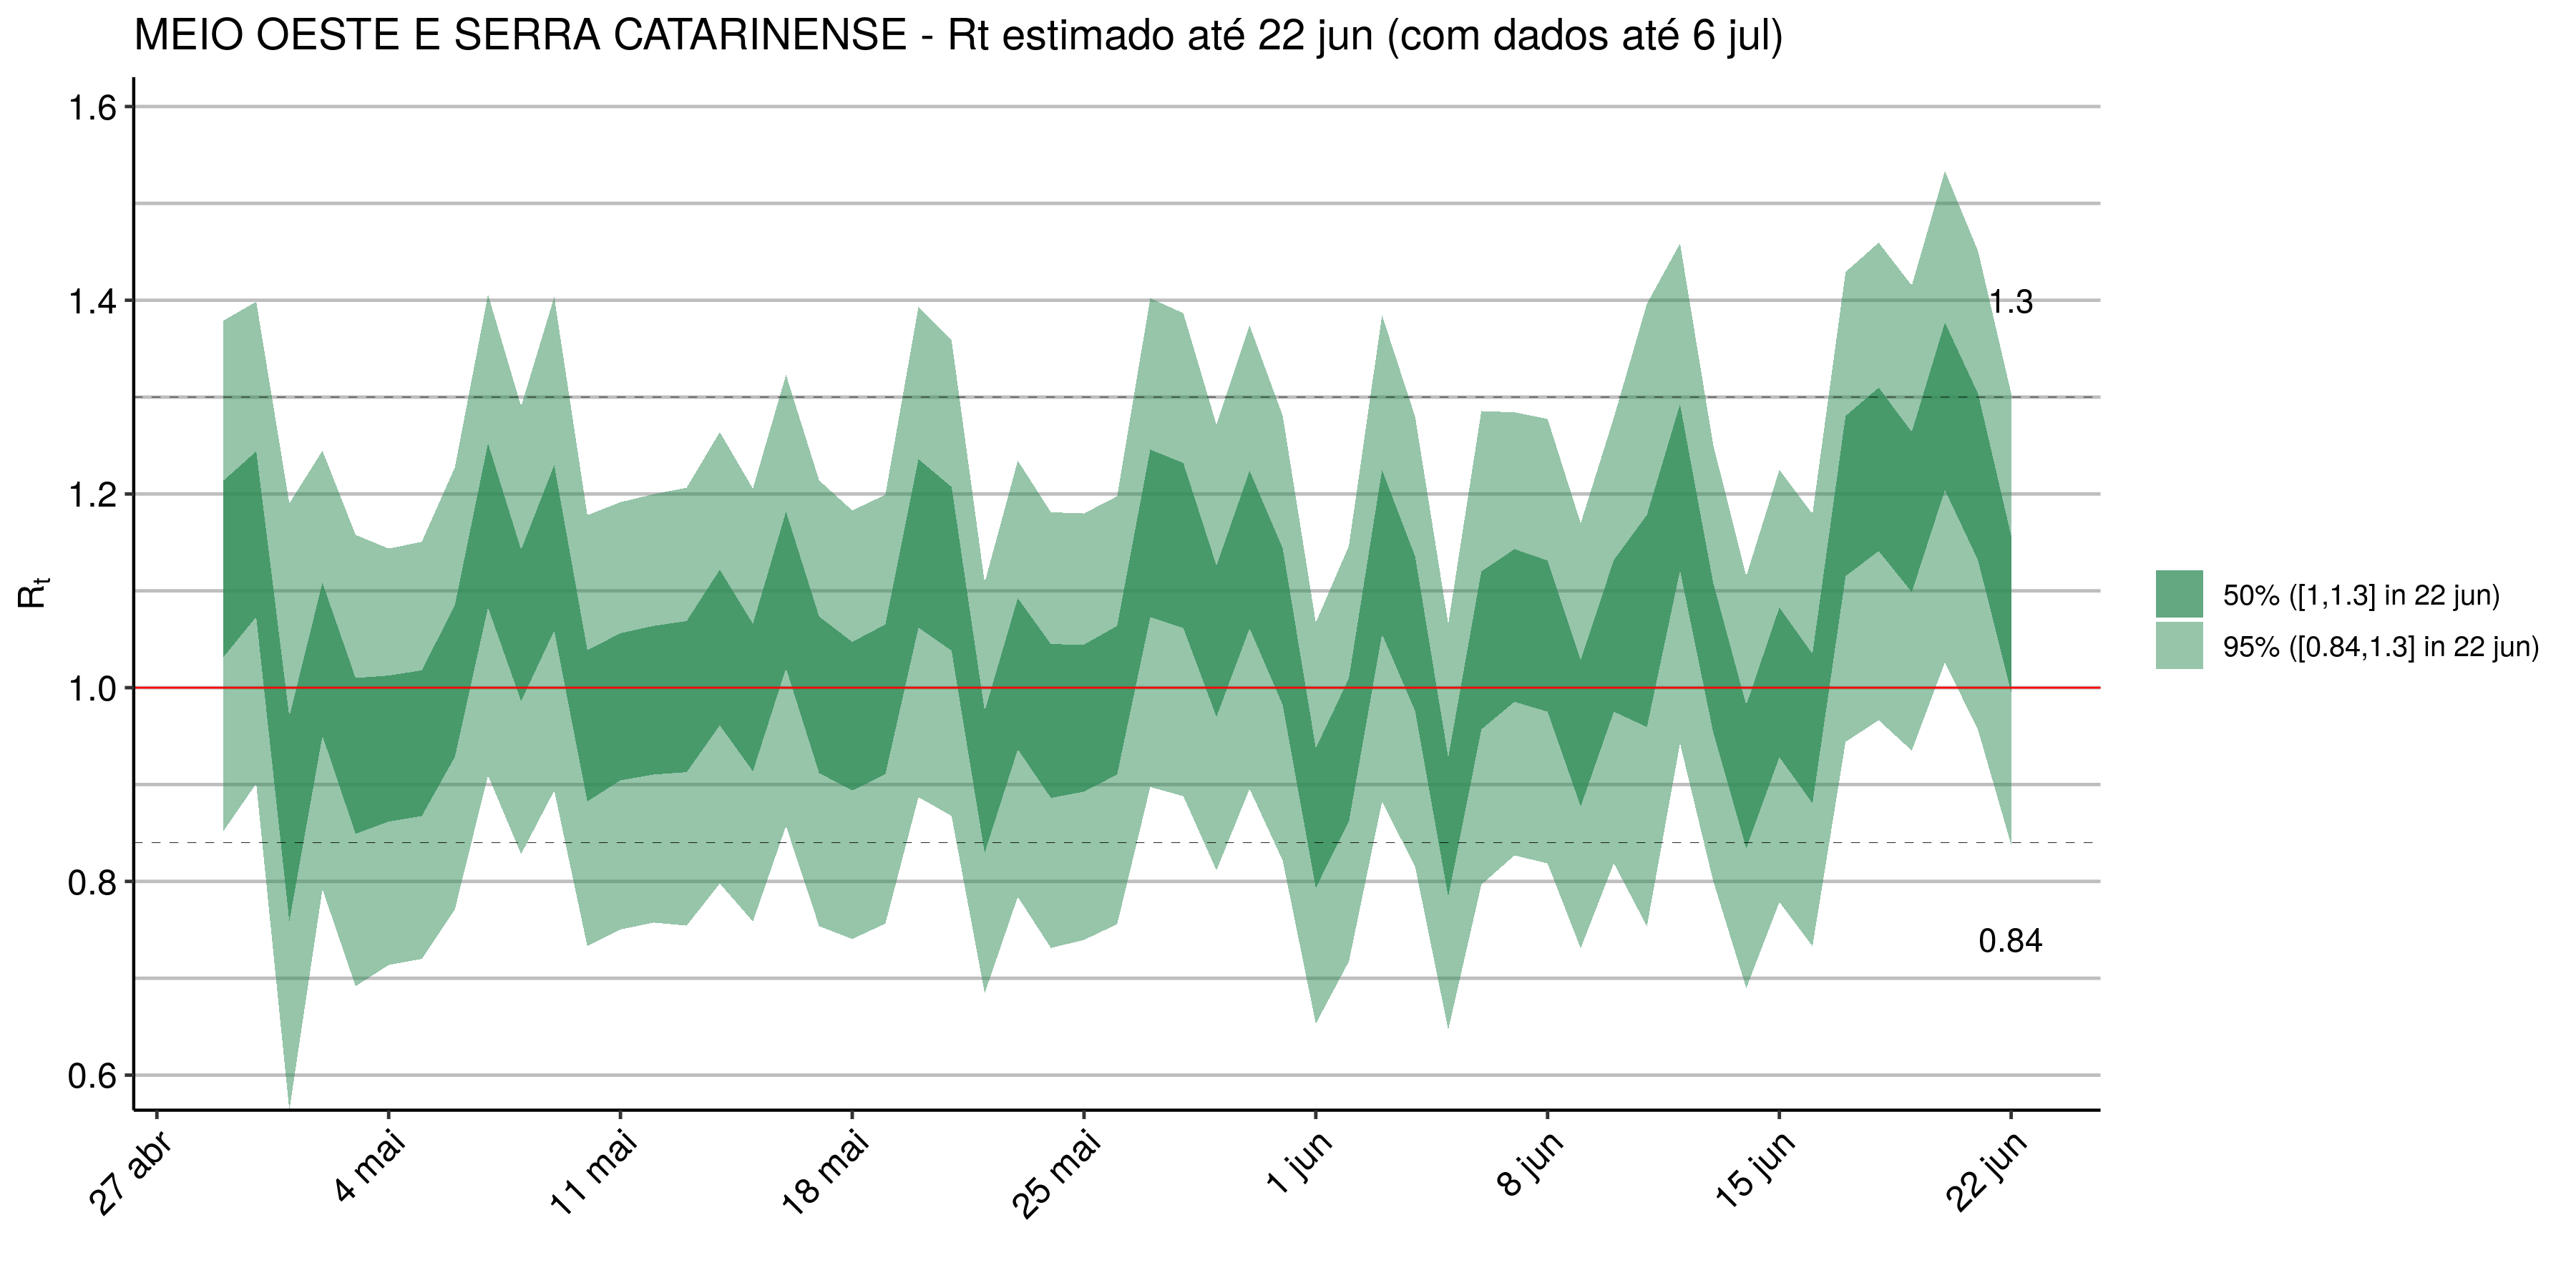 MEIO OESTE E SERRA CATARINENSE - Rt estimado até 22 jun (com dados até 6 jul)
1.6
1.4
1.2
1.0
0.8
0.6
Rt
1.3
0.84
50% ([1,1.3] in 22 jun)
95% ([0.84,1.3] in 22 jun)
27 abr
4 mai
11 mai
18 mai
25 mai
1 jun
8 jun
15 jun
22 jun